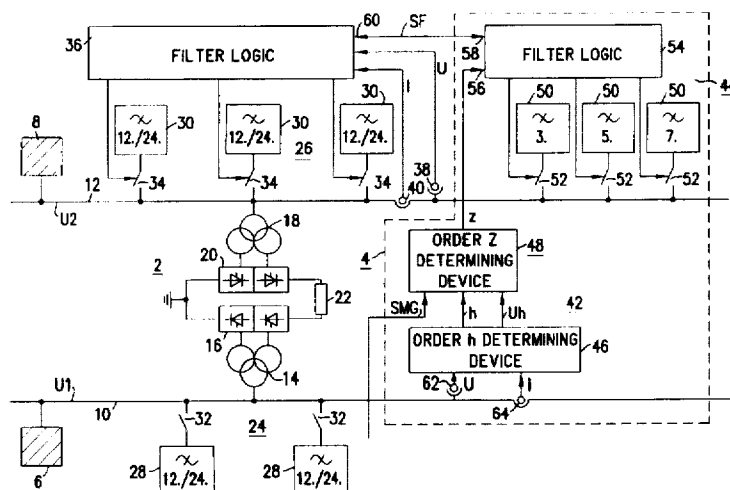 36
FILTER LOGIC
60
SF
U
I
58
56
FILTER LOGIC
54
8
30
12./24.
30
12./24.
26
30
12./24.
50
3.
50
5.
50
7.
34
34
34
38
40
52
52
52
12
U2
18
20
2
22
16
14
Z
4
ORDER Z
DETERMINING
DEVICE
48
SMG
h
Uh
42
ORDER h DETERMINING
DEVICE
46
62
U
I
64
U1
10
6
32
24
32
28
12./24.
28
12./24.